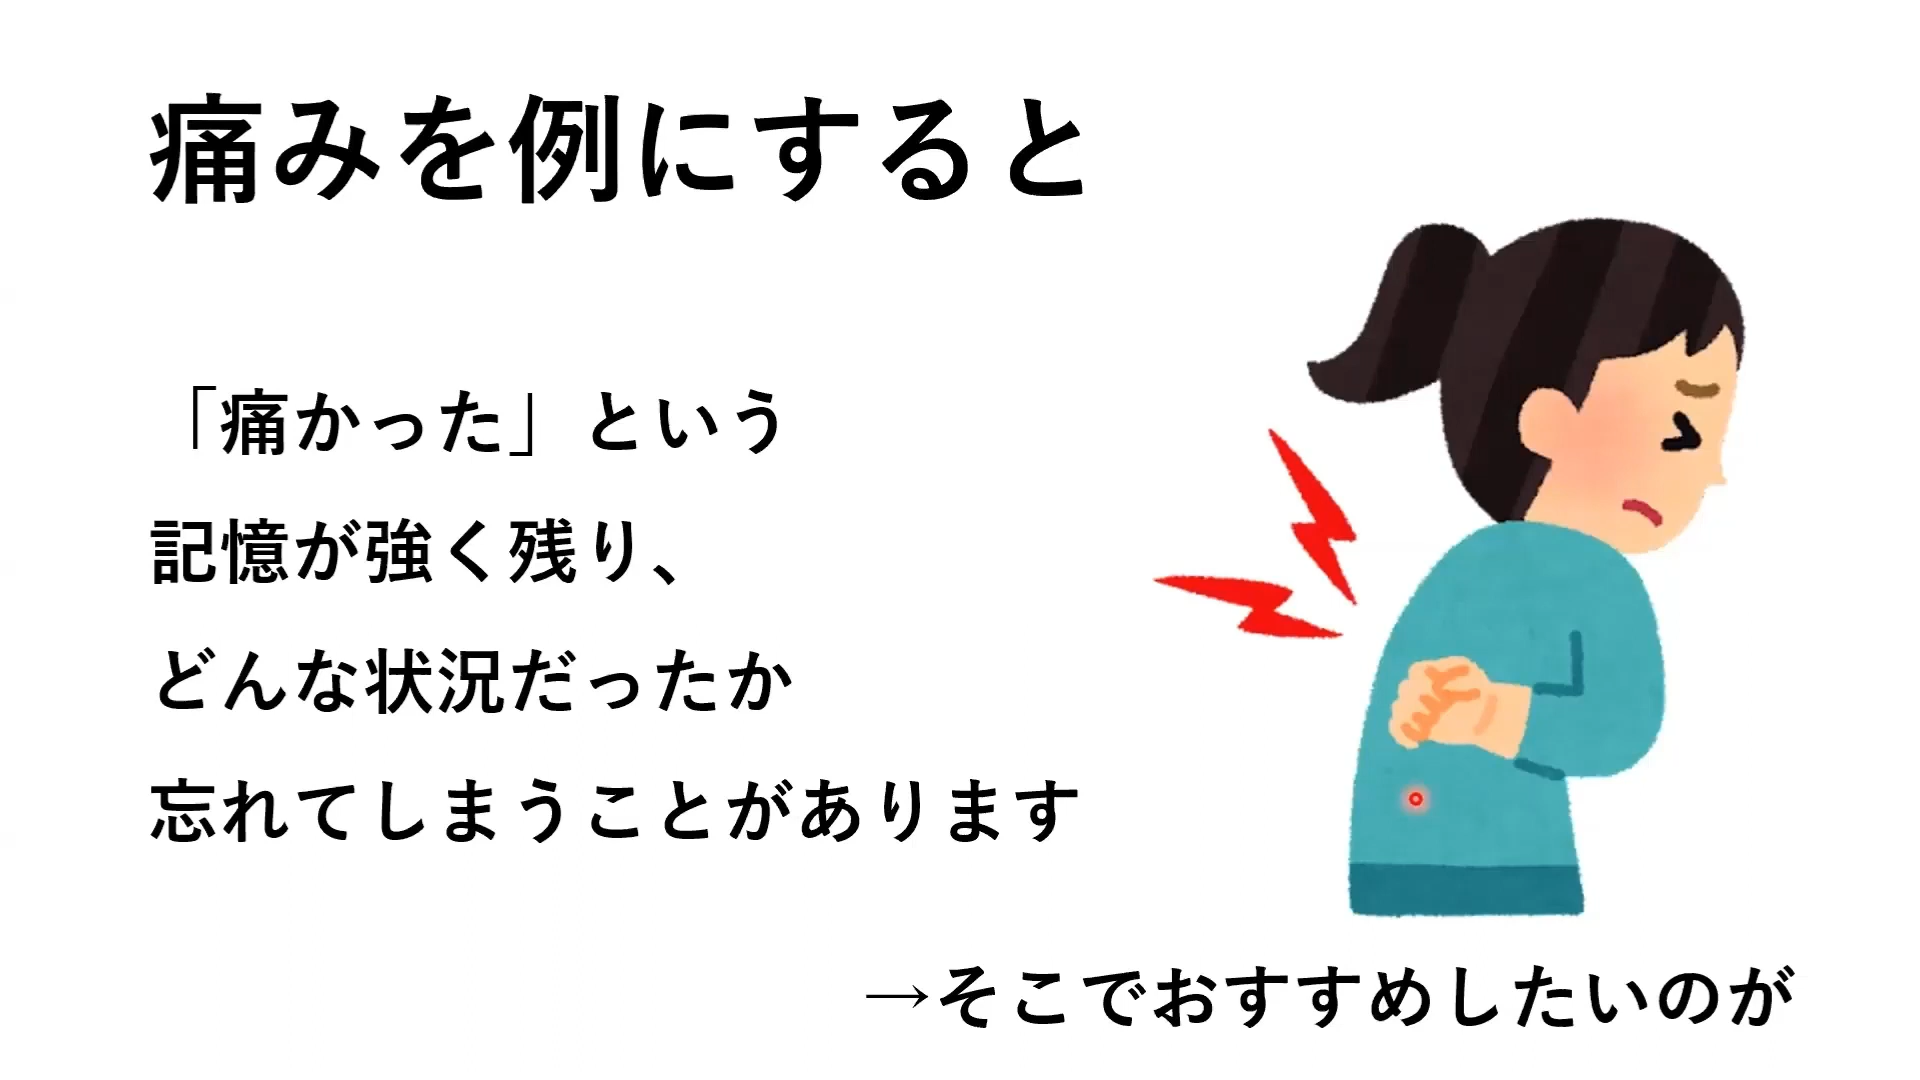 痛みを例にすると
「痛かった」という
記憶が強く残り、
どんな状況だったか
忘れてしまうことがあります
→そこでおすすめしたいのが